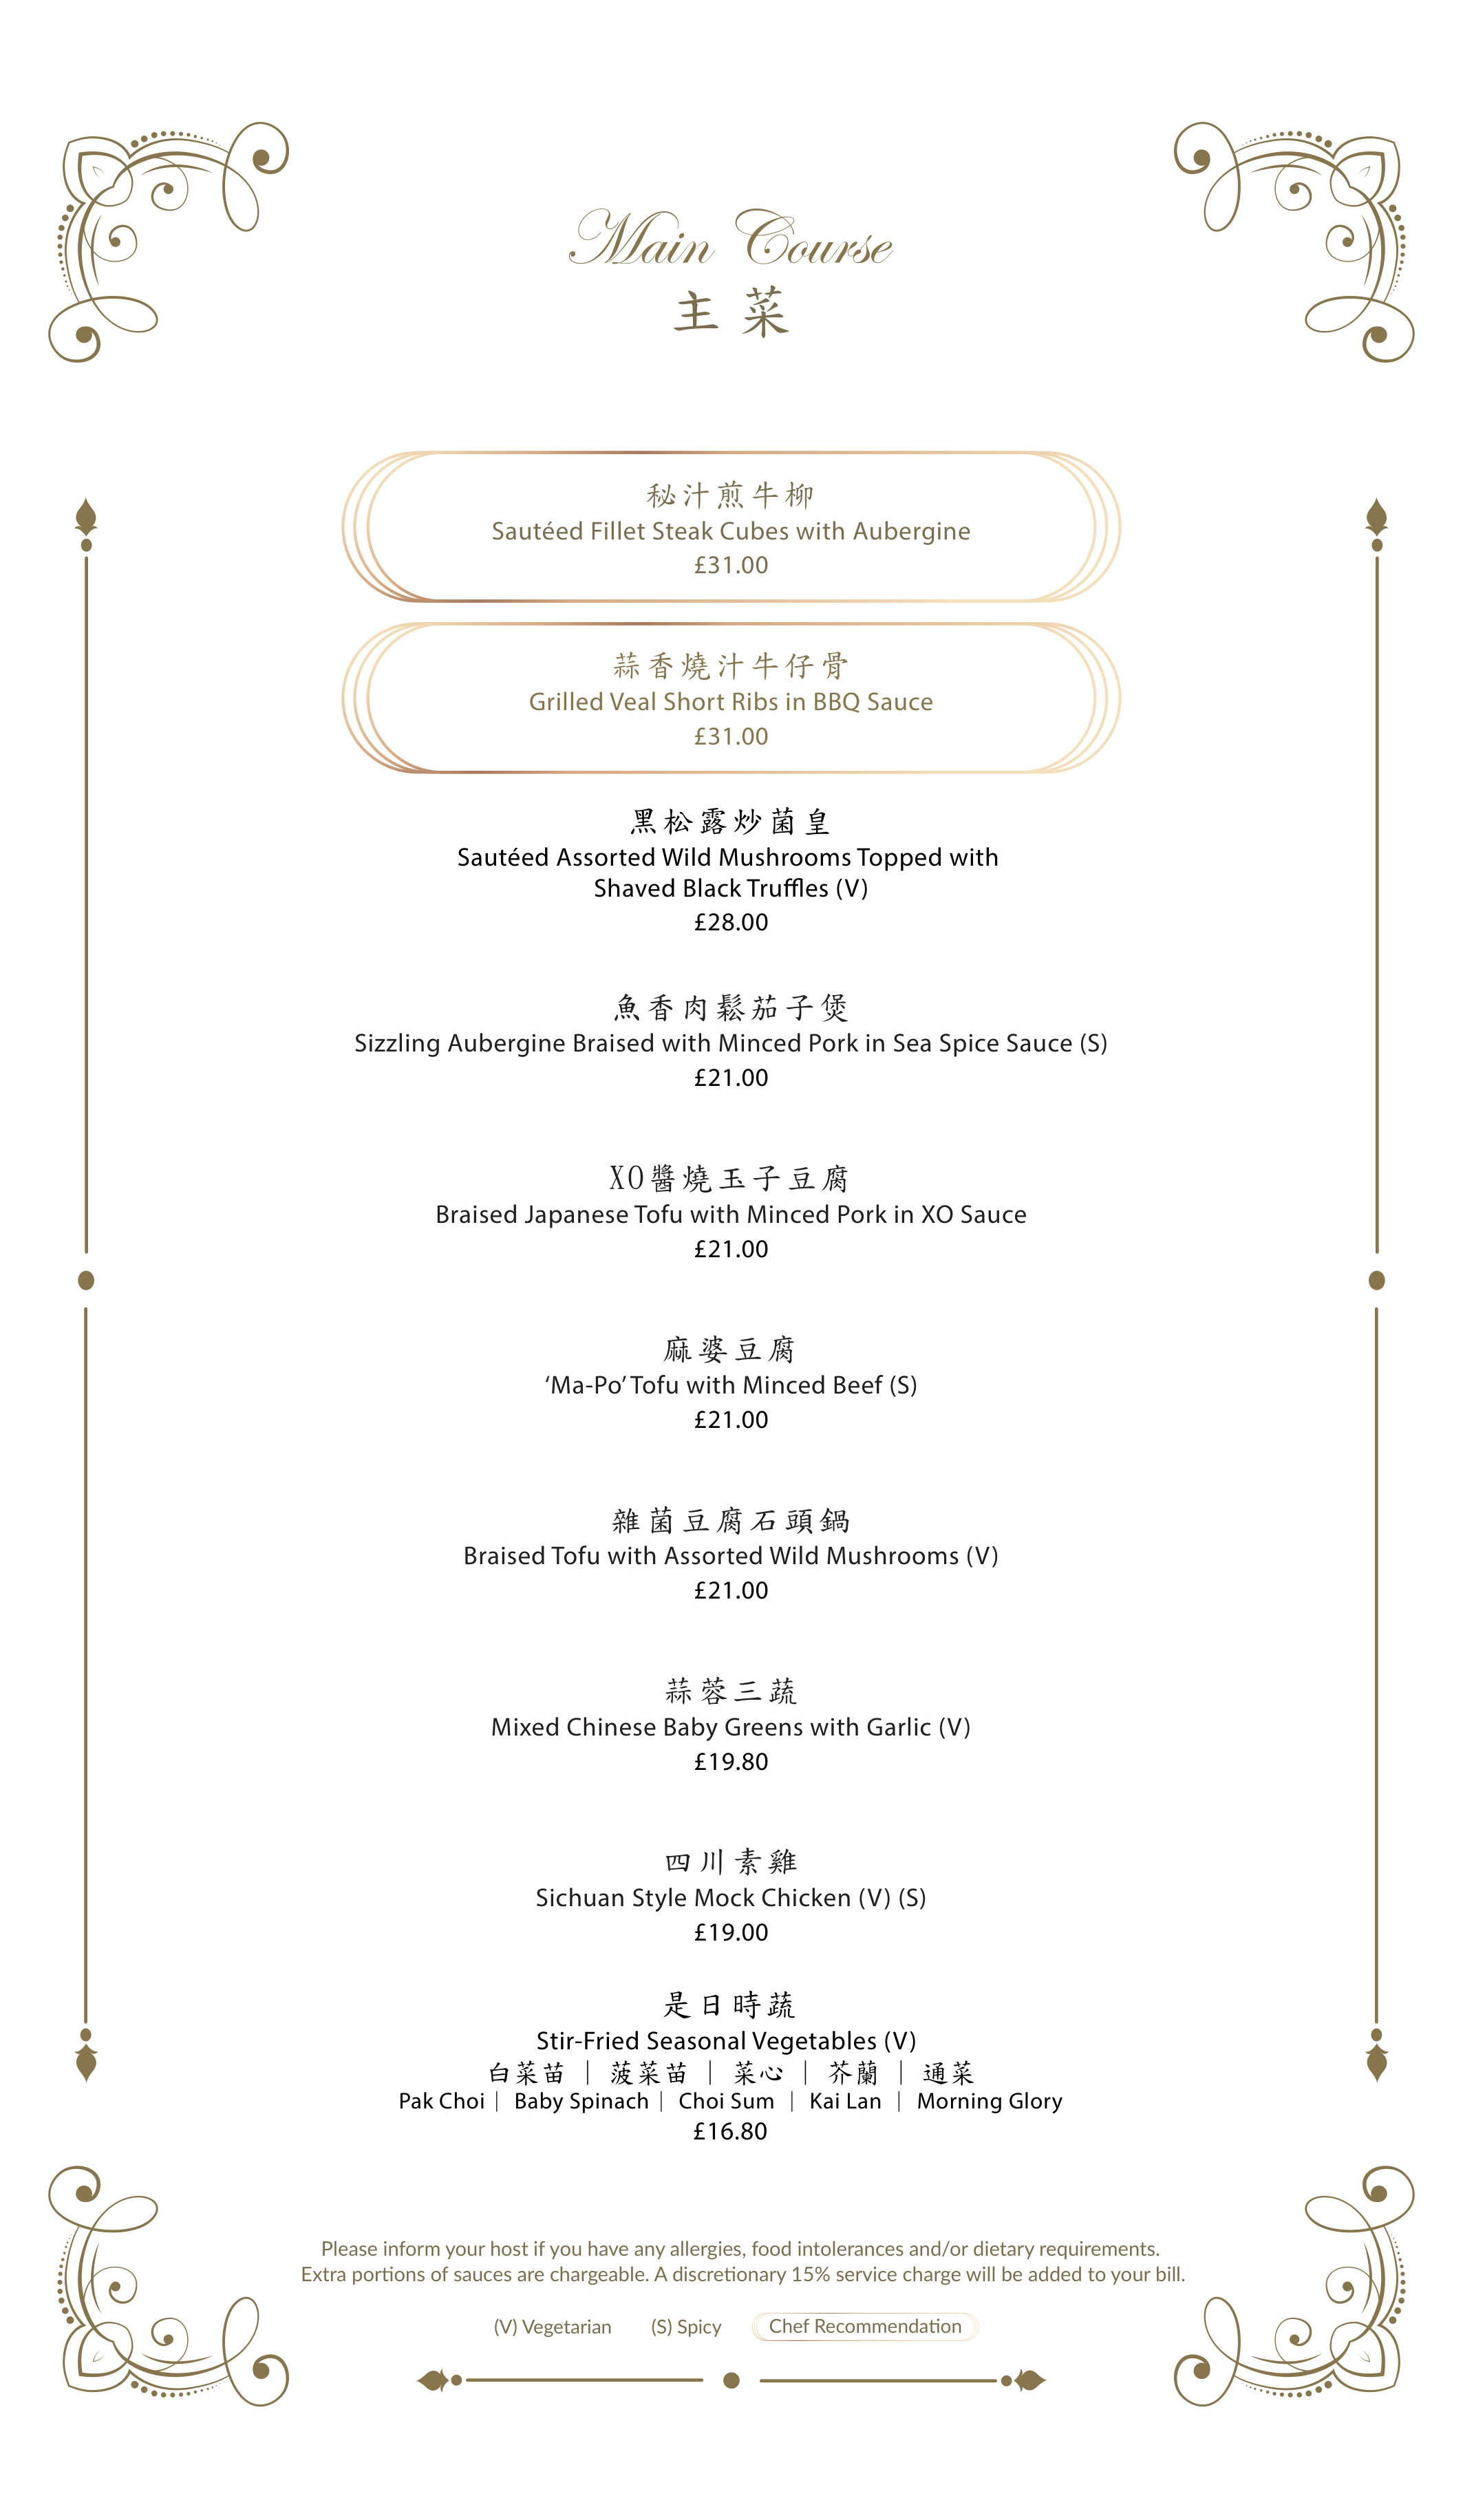 Main Course
主菜
秘汁煎牛柳
Sautéed Fillet Steak Cubes with Aubergine
£31.00
蒜香燒汁牛仔骨
Grilled Veal Short Ribs in BBQ Sauce
£31.00
黑松露炒菌皇
Sautéed Assorted Wild Mushrooms Topped with
Shaved Black Truffles (V)
£28.00
魚香肉鬆茄子煲
Sizzling Aubergine Braised with Minced Pork in Sea Spice Sauce (S)
£21.00
XO醬燒玉子豆腐
Braised Japanese Tofu with Minced Pork in XO Sauce
£21.00
麻婆豆腐
‘Ma-Po’ Tofu with Minced Beef (S)
£21.00
雜菌豆腐石頭鍋
Braised Tofu with Assorted Wild Mushrooms (V)
£21.00
蒜蓉三蔬
Mixed Chinese Baby Greens with Garlic (V)
£19.80
四川素雞
Sichuan Style Mock Chicken (V) (S)
£19.00
是日時蔬
Stir-Fried Seasonal Vegetables (V)
白菜苗 | 菠菜苗 | 菜心 | 芥蘭 | 通菜
Pak Choi | Baby Spinach | Choi Sum | Kai Lan | Morning Glory
£16.80
Please inform your host if you have any allergies, food intolerances and/or dietary requirements.
Extra portions of sauces are chargeable. A discretionary 15% service charge will be added to your bill.
(V) Vegetarian (S) Spicy Chef Recommendation